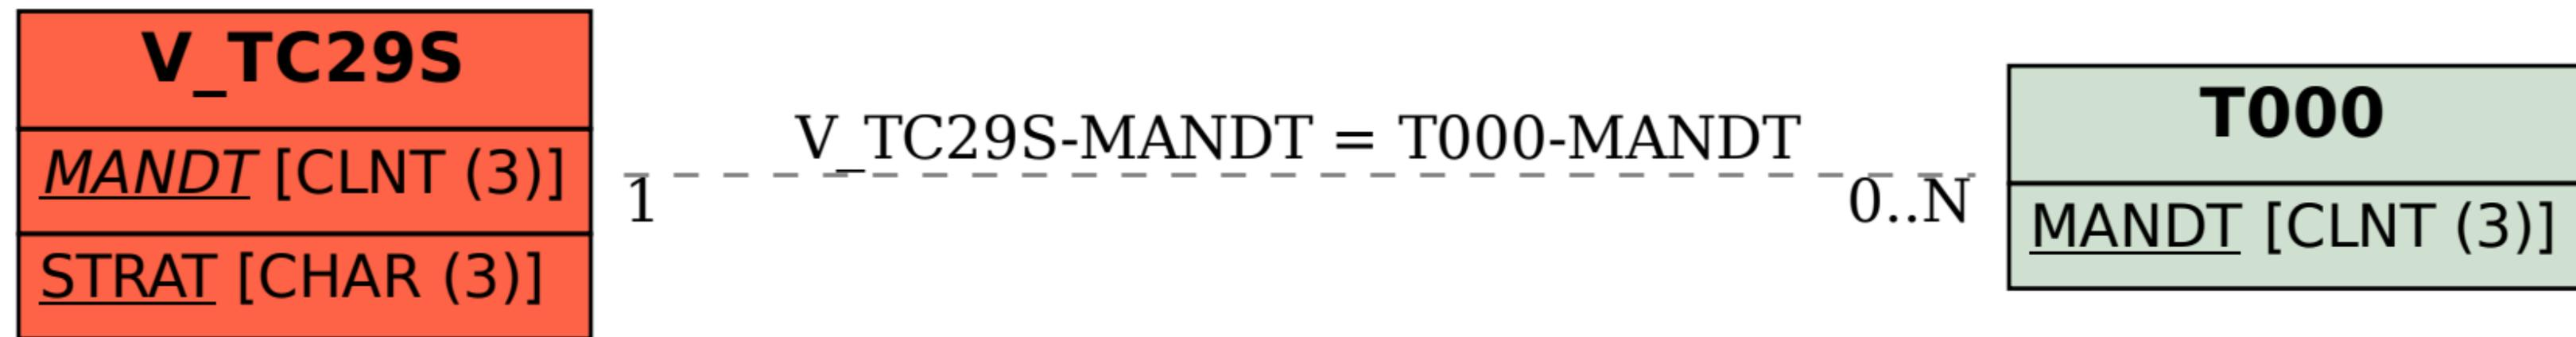 V_TC29S
MANDT [CLNT (3)]
STRAT [CHAR (3)]
V_TC29S-MANDT = T000-MANDT
1
0..N
T000
MANDT [CLNT (3)]